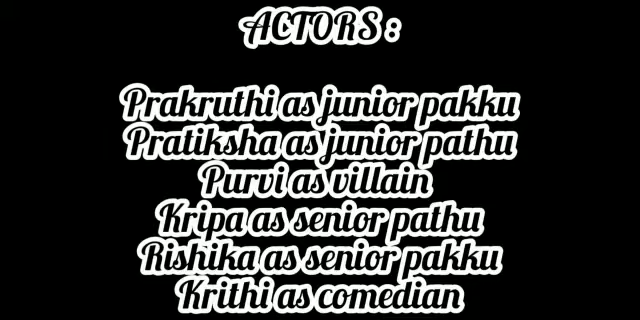 ACTORS :
Prakruthi as junior pakku
Pratiksha as junior pathu
Purvi as villain
Kripa as senior pathu
Rishika as senior pakku
Krithi as comedian